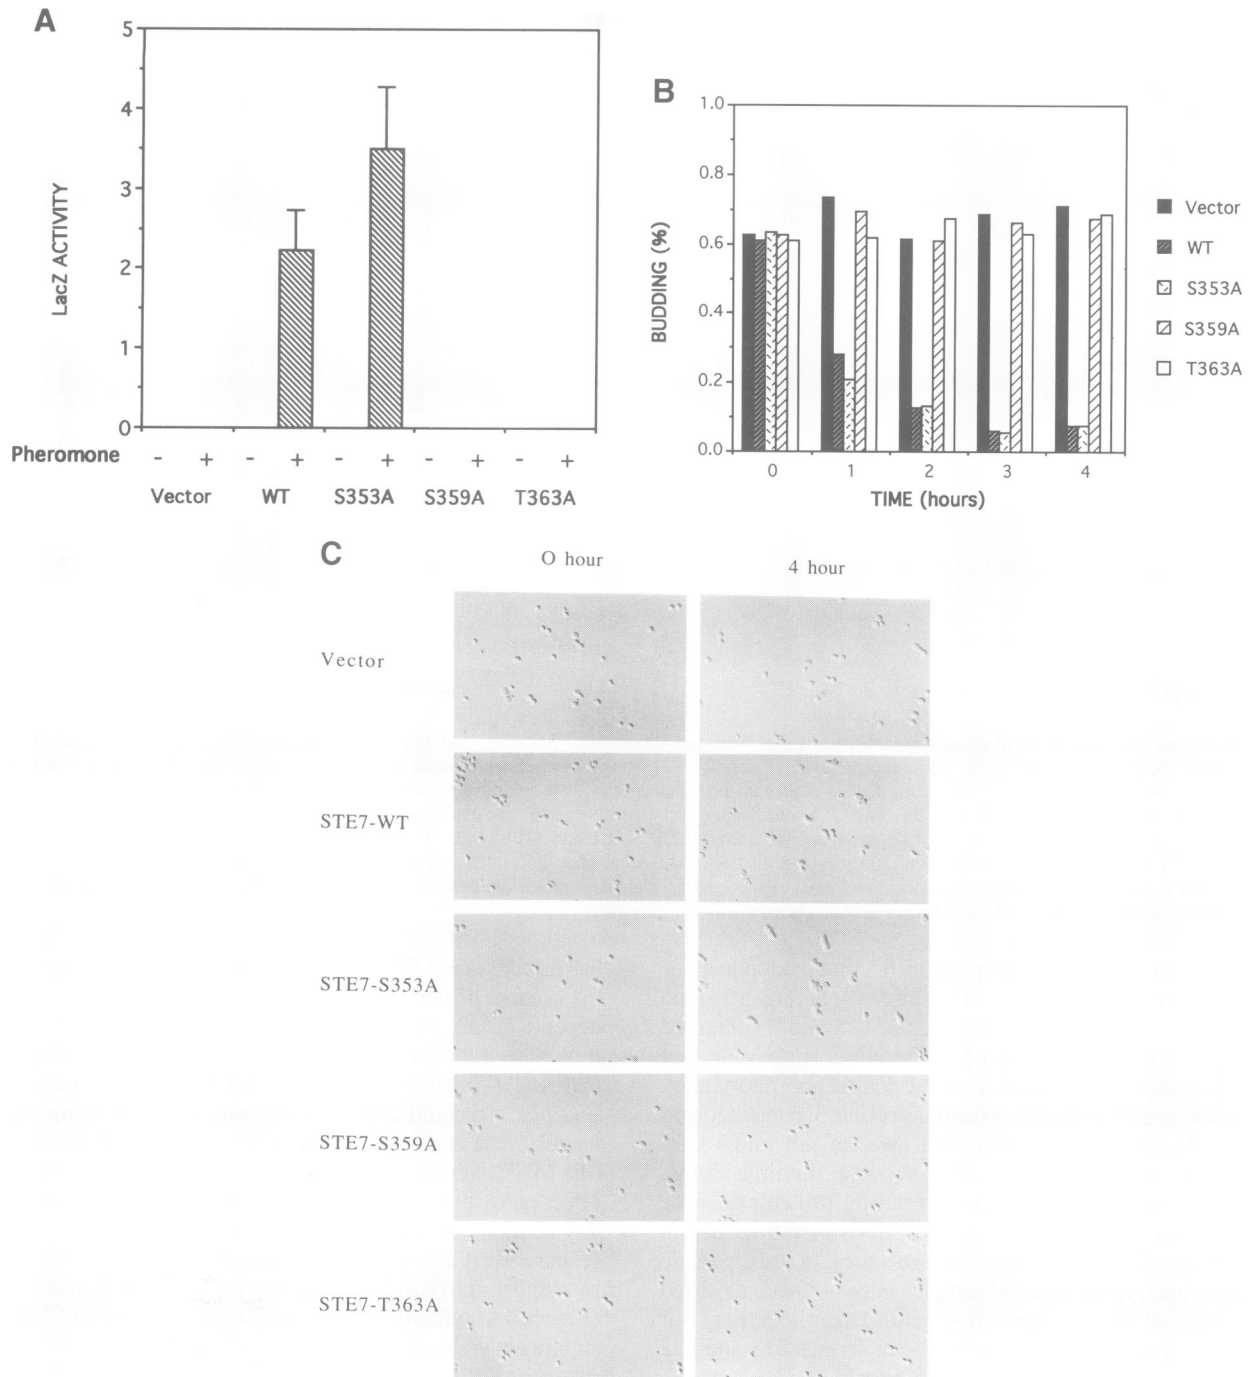 A
5
4
3
2
1
0
LacZ ACTIVITY
Pheromone - + - + - + - + - +
Vector WT S353A S359A T363A
B
1.0
0.8
0.6
0.4
0.2
0.0
BUDDING (%)
0 1 2 3 4
TIME (hours)
Vector
WT
S353A
S359A
T363A
C
O hour 4 hour
Vector
STE7-WT
STE7-S353A
STE7-S359A
STE7-T363A